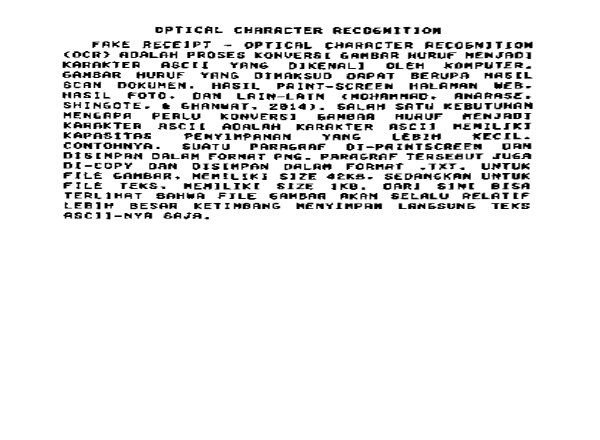 OPTICAL CHARACTER RECOGNITION
FAKE RECEIPT - OPTICAL CHARACTER RECOGNITION
(OCR) ADALAH PROSES KONVERSI GAMBAR HURUF MENJADI
KARAKTER ASCII YANG DIKENALI OLEH KOMPUTER.
GAMBAR HURUF YANG DIMAKSUD DAPAT BERUPA HASIL
SCAN DOKUMEN, HASIL PRINT-SCREEN HALAMAN WEB,
HASIL FOTO, DAN LAIN-LAIN (MOHAMMAD, ANARASE,
SHINGOTE, & GHANWAT, 2014). SALAH SATU KEBUTUHAN
MENGAPA PERLU KONVERSI GAMBAR HURUF MENJADI
KARAKTER ASCII ADALAH KARAKTER ASCII MEMILIKI
KAPASITAS PENYIMPANAN YANG LEBIH KECIL.
CONTOHNYA, SUATU PARAGRAF DI-PRINTSCREEN DAN
DISIMPAN DALAM FORMAT PNG. PARAGRAF TERSEBUT JUGA
DI-COPY DAN DISIMPAN DALAM FORMAT .TXT. UNTUK
FILE GAMBAR, MEMILIKI SIZE 42KB, SEDANGKAN UNTUK
FILE TEKS, MEMILIKI SIZE 1KB. DARI SINI BISA
TERLIHAT BAHWA FILE GAMBAR AKAN SELALU RELATIF
LEBIH BESAR KETIMBANG MENYIMPAN LANGSUNG TEKS
ASCII-NYA SAJA.